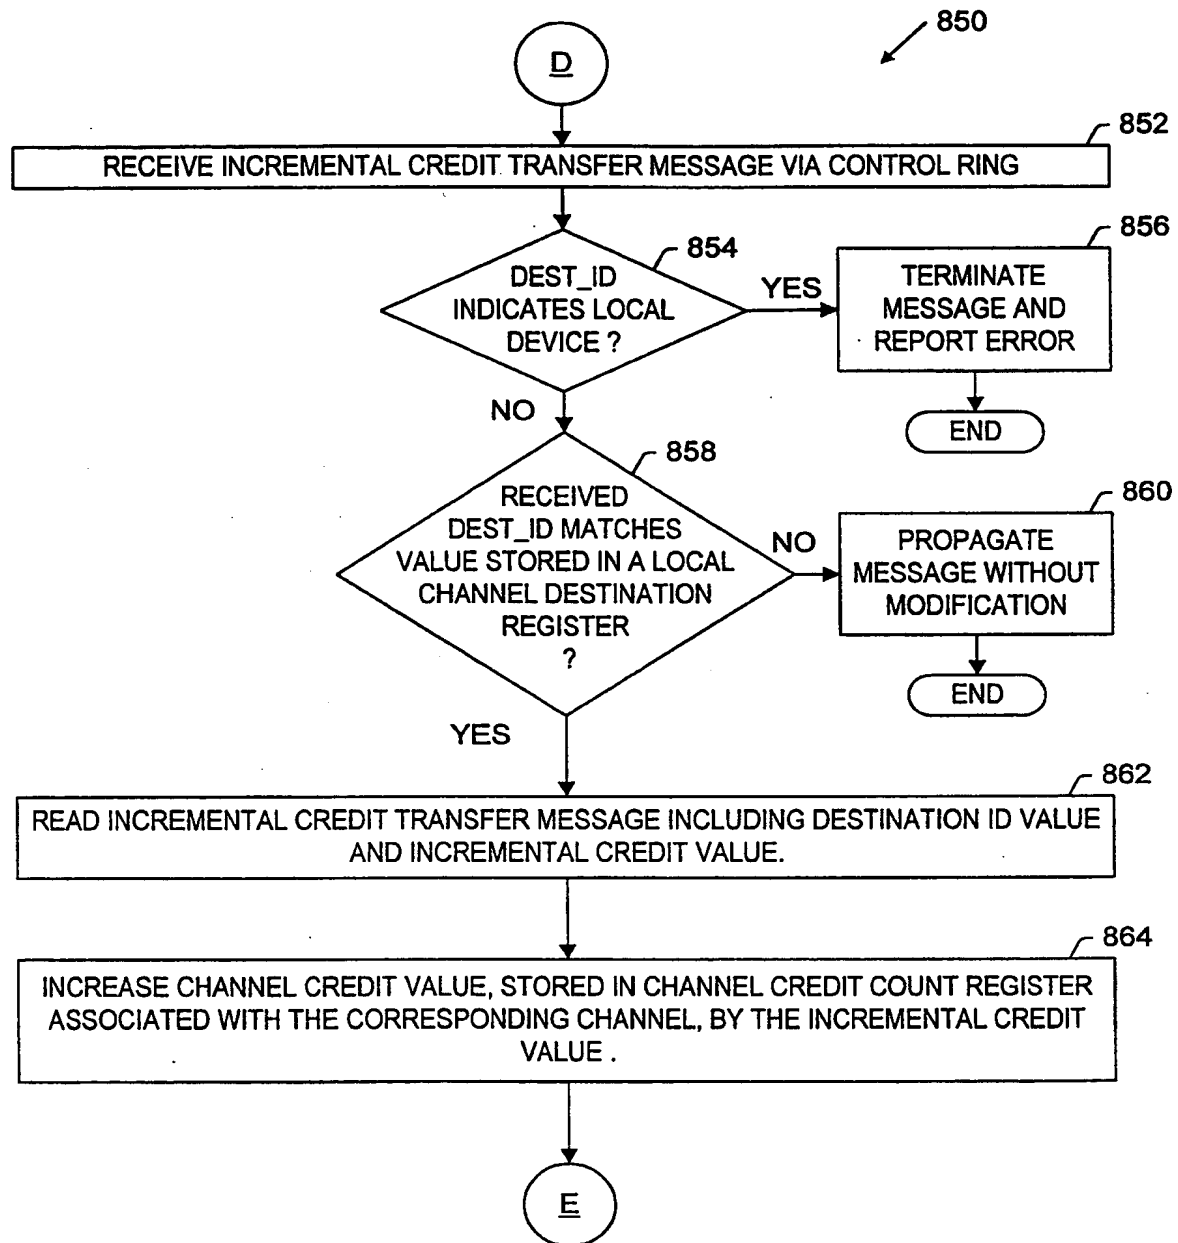 850
D
852
RECEIVE INCREMENTAL CREDIT TRANSFER MESSAGE VIA CONTROL RING
854
DEST_ID
INDICATES LOCAL
DEVICE ?
YES
856
TERMINATE
MESSAGE AND
REPORT ERROR
END
NO
858
RECEIVED
DEST_ID MATCHES
VALUE STORED IN A LOCAL
CHANNEL DESTINATION
REGISTER
?
NO
860
PROPAGATE
MESSAGE WITHOUT
MODIFICATION
END
YES
862
READ INCREMENTAL CREDIT TRANSFER MESSAGE INCLUDING DESTINATION ID VALUE
AND INCREMENTAL CREDIT VALUE.
864
INCREASE CHANNEL CREDIT VALUE, STORED IN CHANNEL CREDIT COUNT REGISTER
ASSOCIATED WITH THE CORRESPONDING CHANNEL, BY THE INCREMENTAL CREDIT
VALUE .
E